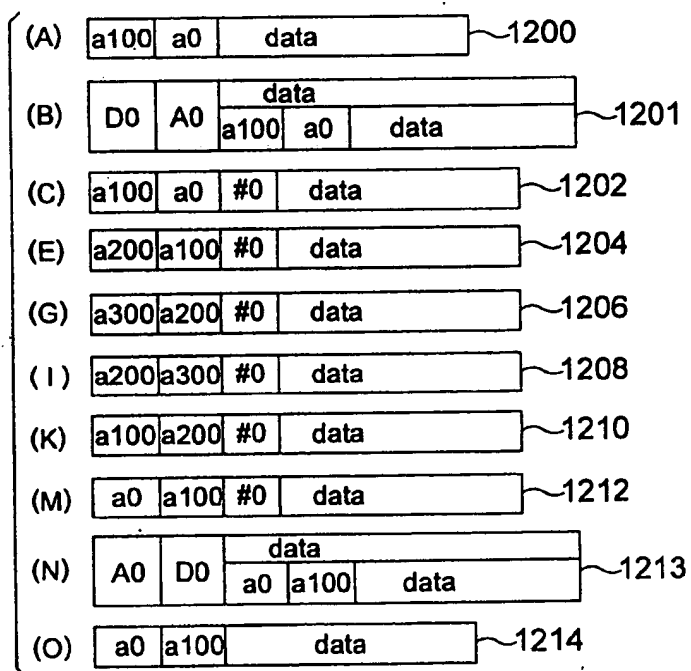 (A) a100 a0 data 1200
(B) D0 A0 data a100 a0 data 1201
(C) a100 a0 #0 data 1202
(E) a200 a100 #0 data 1204
(G) a300 a200 #0 data 1206
(I) a200 a300 #0 data 1208
(K) a100 a200 #0 data 1210
(M) a0 a100 #0 data 1212
(N) A0 D0 data a0 a100 data 1213
(O) a0 a100 data 1214